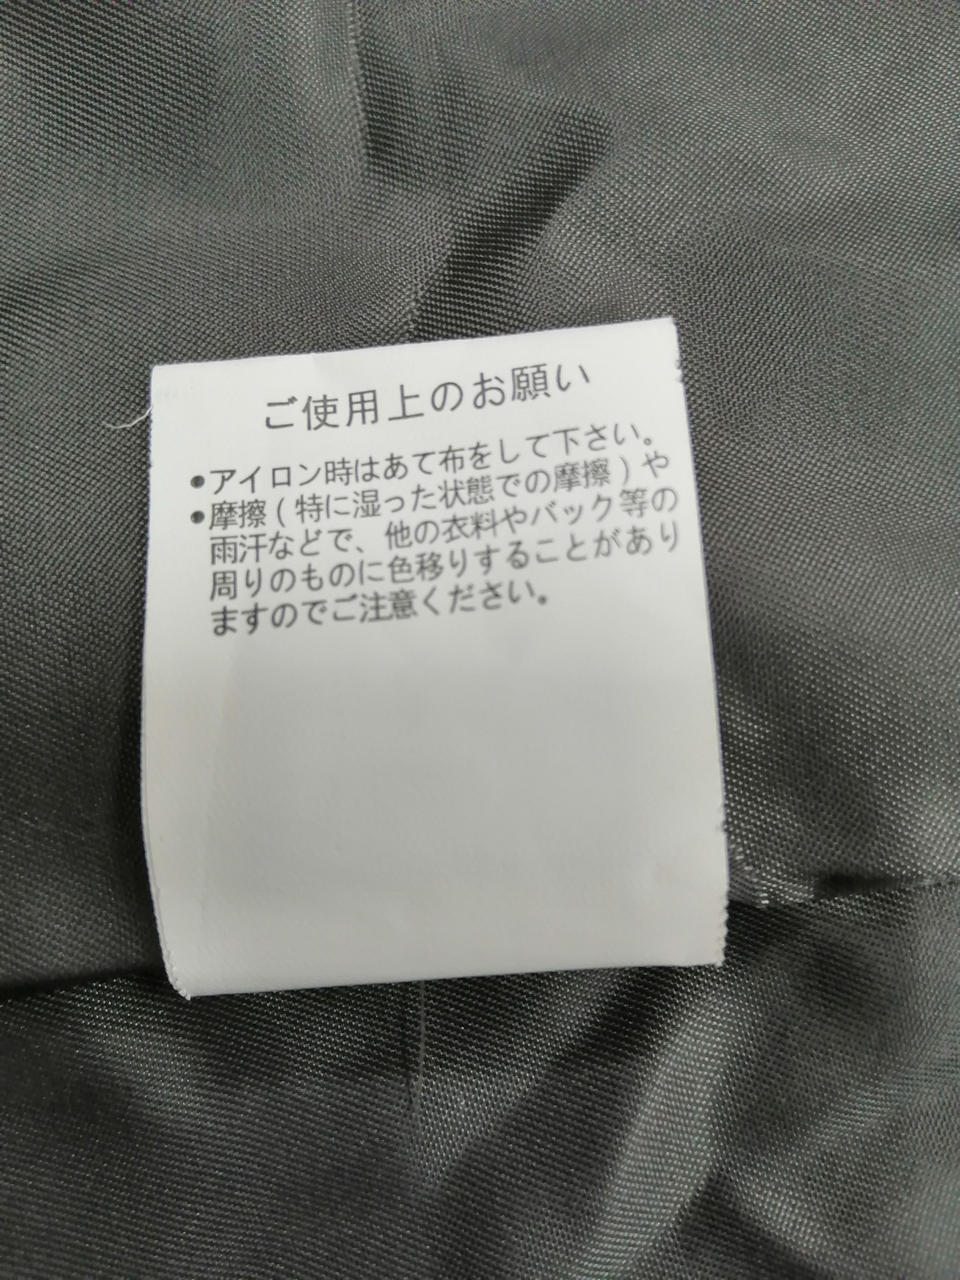 ご使用上のお願い
●アイロン時はあて布をして下さい。
●摩擦(特に湿った状態での摩擦)や
雨汗などで、他の衣料やバック等の
周りのものに色移りすることがあり
ますのでご注意ください。